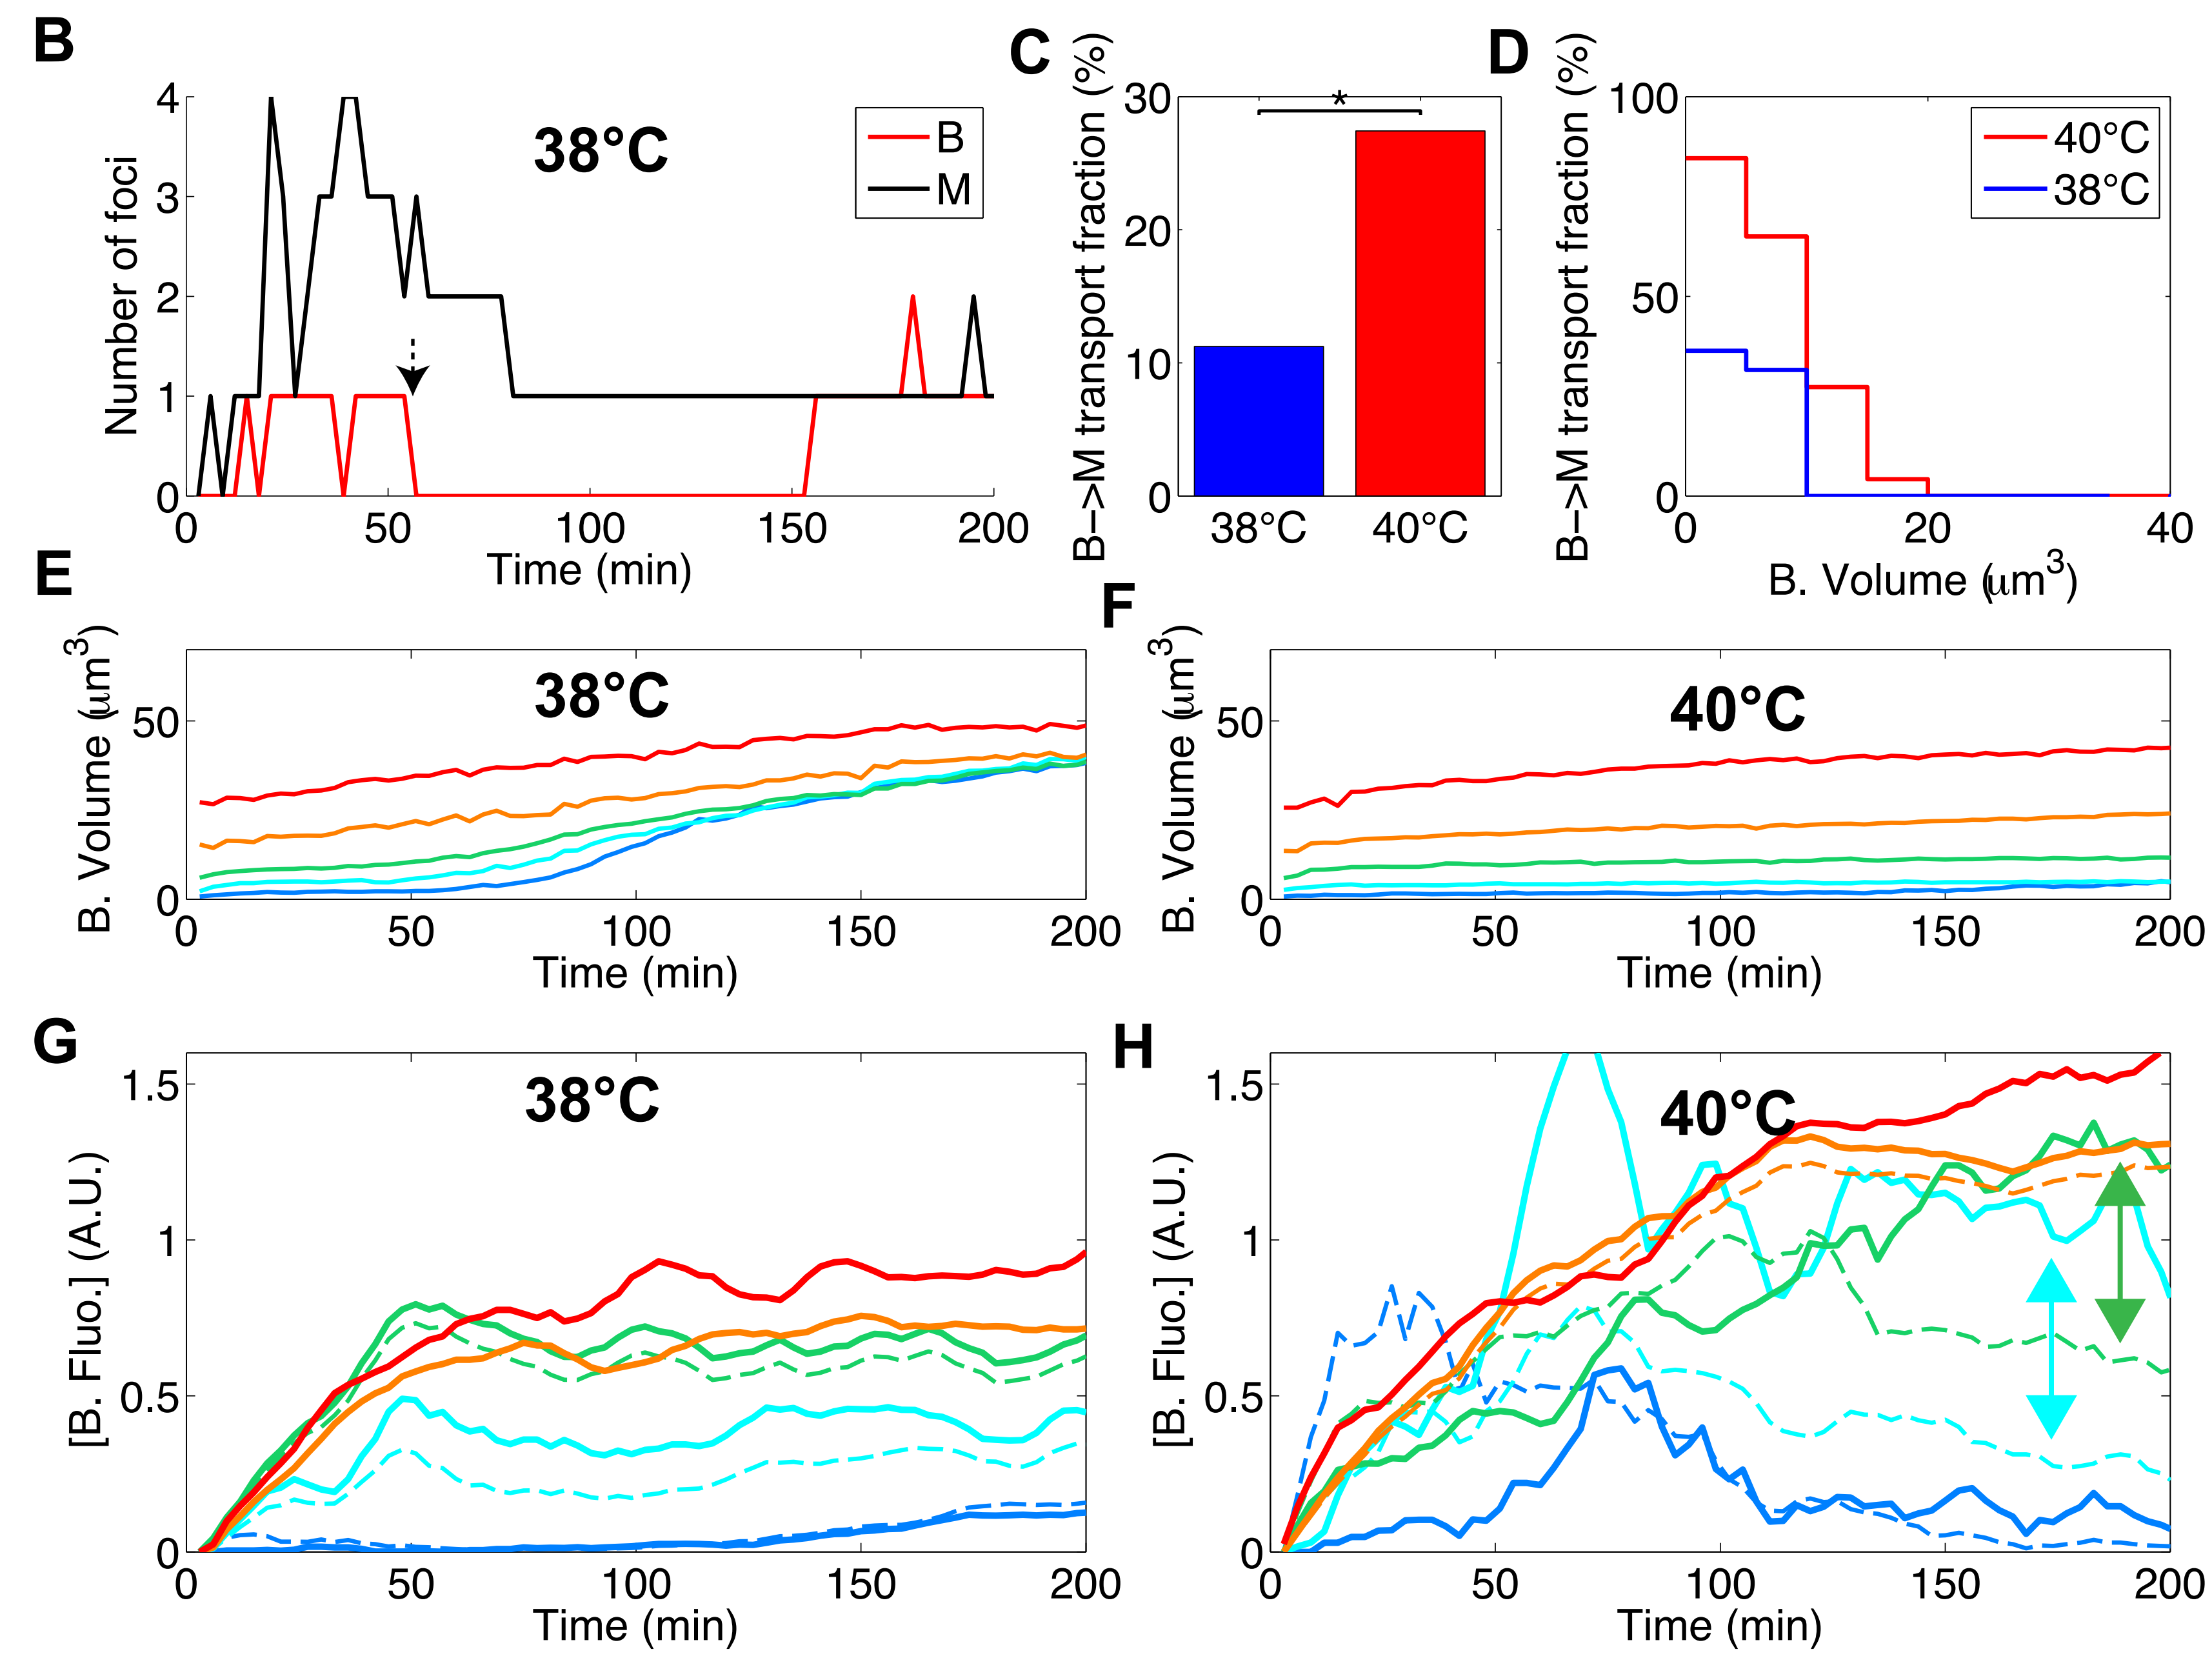 B
Number of foci
4
3
2
1
0
38°C
B
M
0 50 100 150 200
Time (min)
C
B−>M transport fraction (%)
30
20
10
0
*
38°C 40°C
D
B−>M transport fraction (%)
100
50
0
40°C
38°C
0 20 40
B. Volume (μm³)
E
B. Volume (μm³)
50
0
38°C
0 50 100 150 200
Time (min)
F
B. Volume (μm³)
50
0
40°C
0 50 100 150 200
Time (min)
G
[B. Fluo.] (A.U.)
1.5
1
0.5
0
38°C
0 50 100 150 200
Time (min)
H
[B. Fluo.] (A.U.)
1.5
1
0.5
0
40°C
0 50 100 150 200
Time (min)